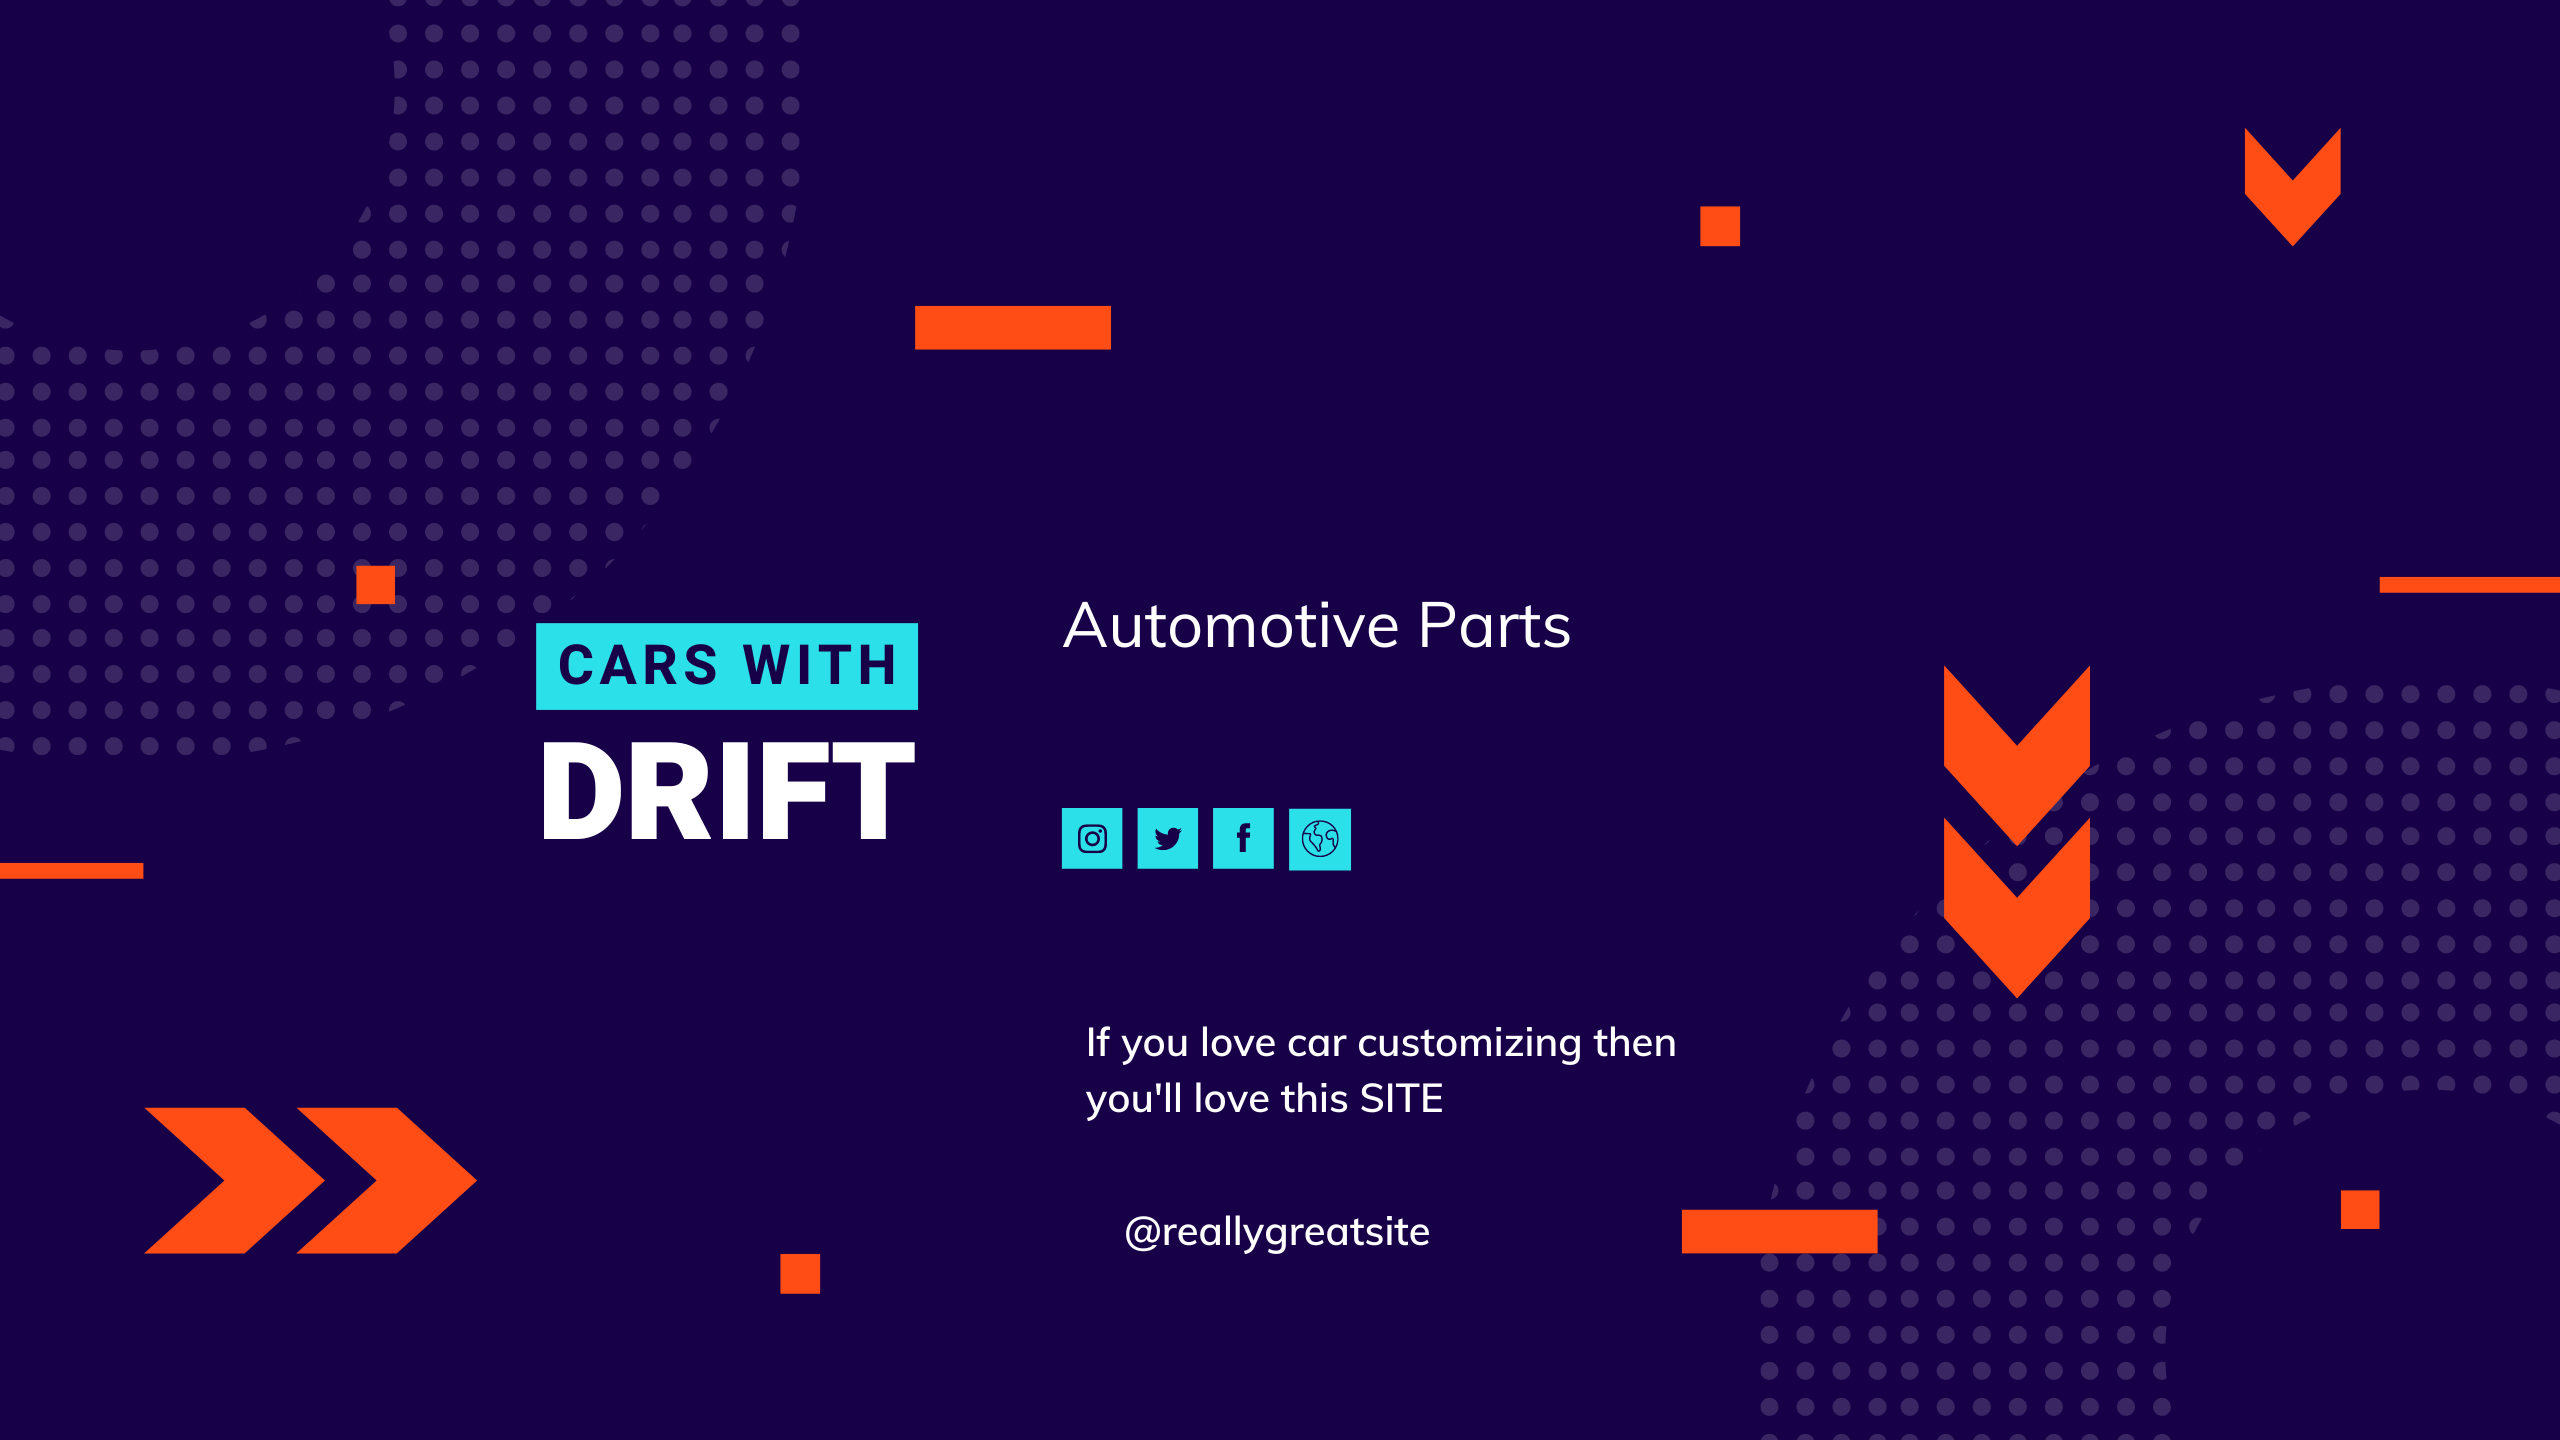 CARS WITH
DRIFT
Automotive Parts
If you love car customizing then
you'll love this SITE
@reallygreatsite